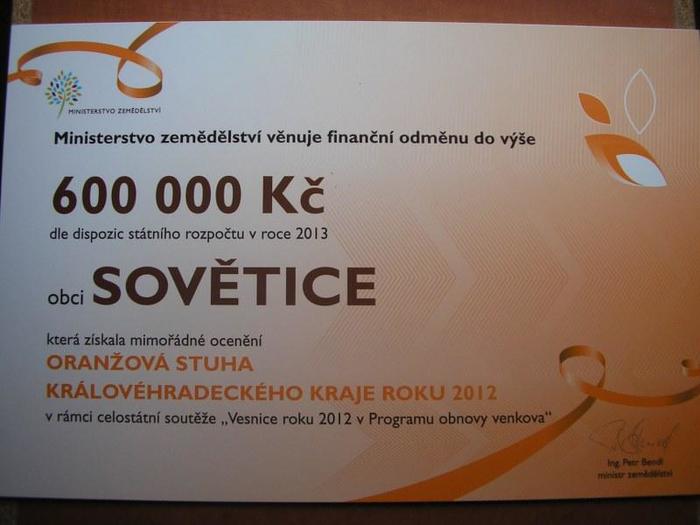 MINISTERSTVO ZEMĚDĚLSTVÍ
Ministerstvo zemědělství věnuje finanční odměnu do výše
600 000 Kč
dle dispozic státního rozpočtu v roce 2013
obci SOVĚTICE
která získala mimořádné ocenění
ORANŽOVÁ STUHA
KRÁLOVÉHRADECKÉHO KRAJE ROKU 2012
v rámci celostátní soutěže „Vesnice roku 2012 v Programu obnovy venkova“
Ing. Petr Bendl
ministr zemědělství